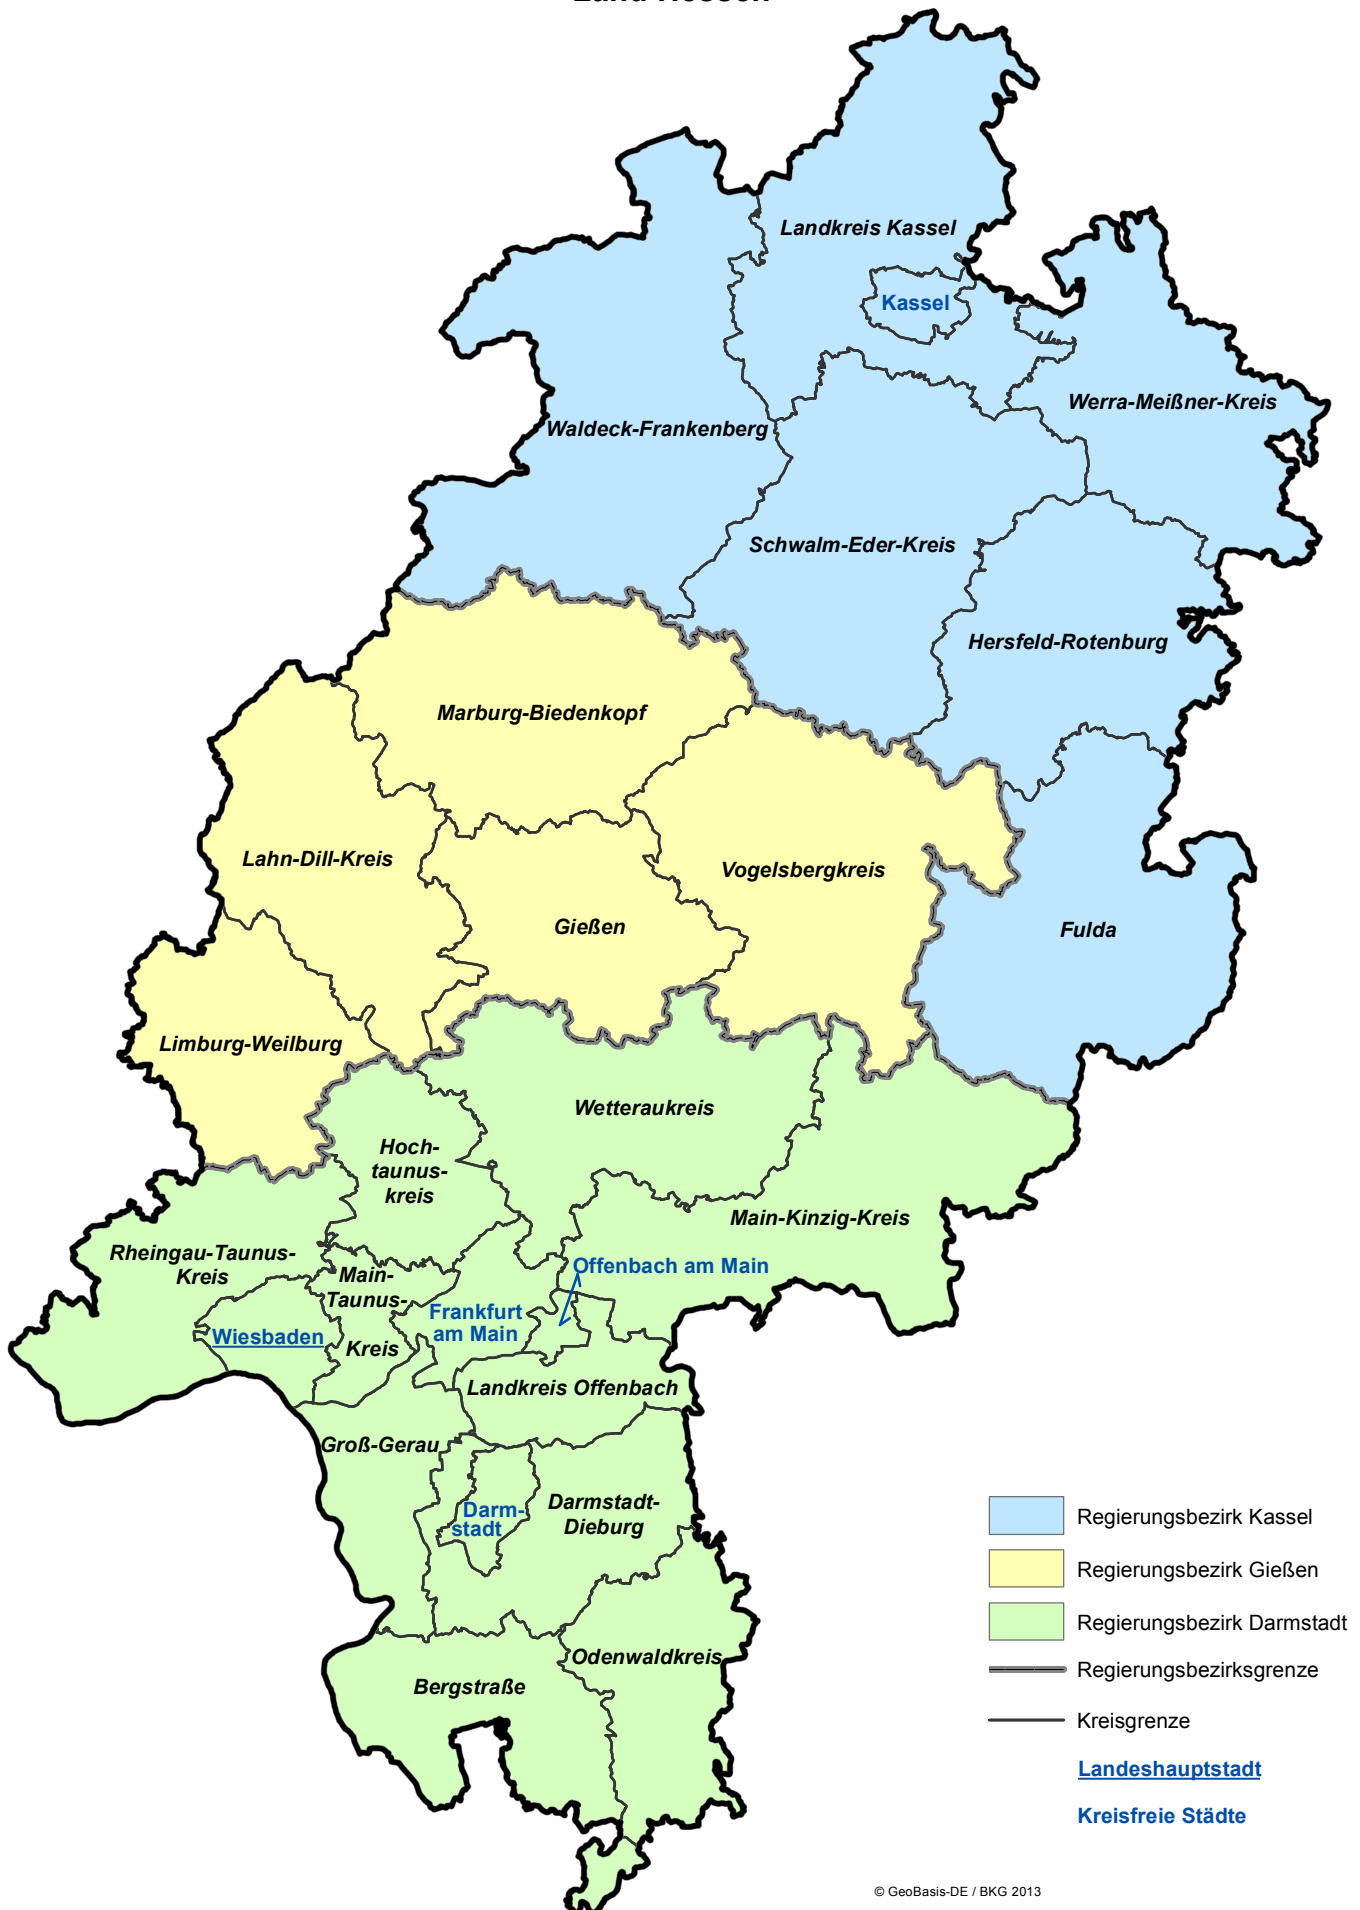 Land Hessen
Landkreis Kassel
Kassel
Werra-Meißner-Kreis
Waldeck-Frankenberg
Schwalm-Eder-Kreis
Hersfeld-Rotenburg
Marburg-Biedenkopf
Lahn-Dill-Kreis
Vogelsbergkreis
Gießen
Fulda
Limburg-Weilburg
Wetteraukreis
Hoch-
taunus-
kreis
Main-Kinzig-Kreis
Rheingau-Taunus-
Kreis
Main-
Taunus-
Kreis
Offenbach am Main
Frankfurt
am Main
Wiesbaden
Landkreis Offenbach
Groß-Gerau
Darm-
stadt
Darmstadt-
Dieburg
Odenwaldkreis
Bergstraße
Regierungsbezirk Kassel
Regierungsbezirk Gießen
Regierungsbezirk Darmstadt
Regierungsbezirksgrenze
Kreisgrenze
Landeshauptstadt
Kreisfreie Städte
© GeoBasis-DE / BKG 2013